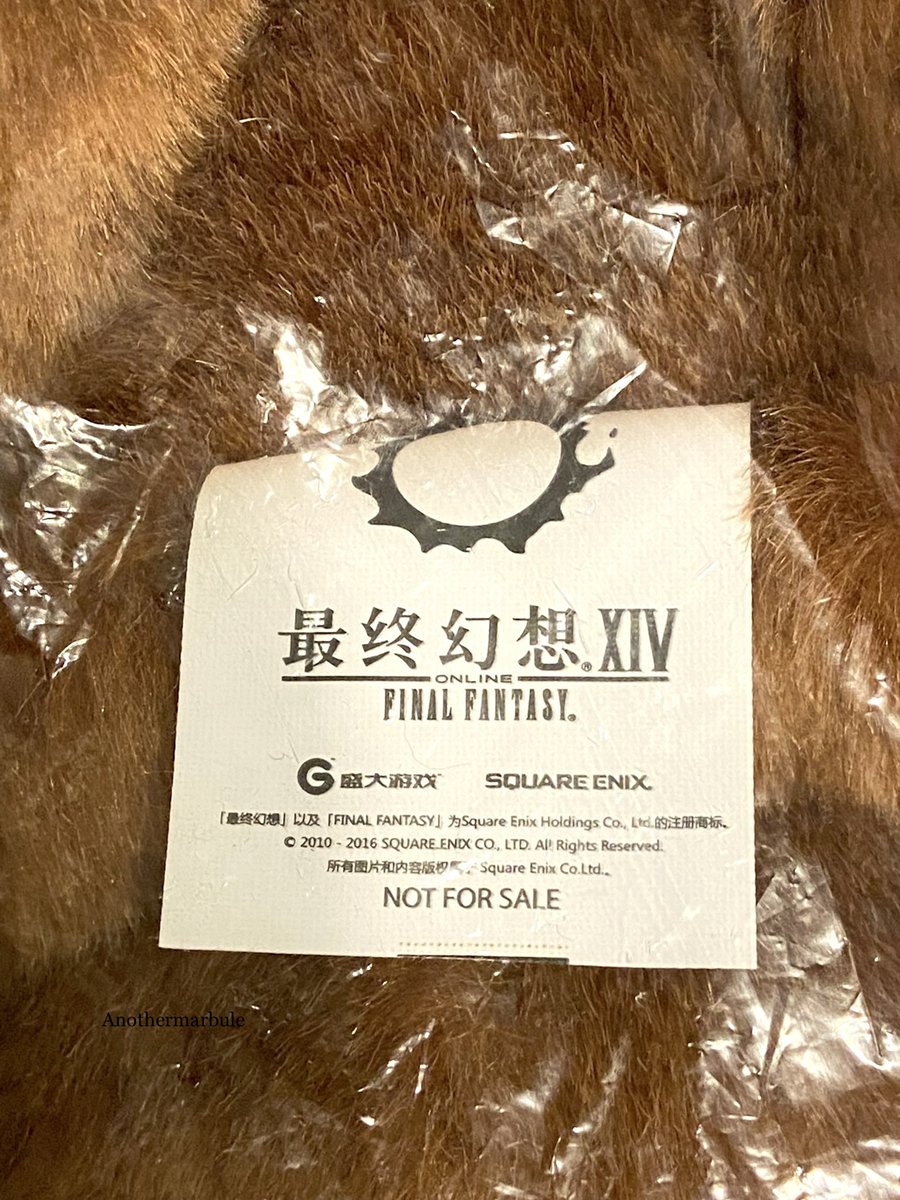 最终幻想® XIV
ONLINE
FINAL FANTASY®
盛大游戏™ SQUARE ENIX®
「最终幻想」以及「FINAL FANTASY」为Square Enix Holdings Co., Ltd.的注册商标。
© 2010 - 2016 SQUARE ENIX CO., LTD. All Rights Reserved.
所有图片和内容版权 Square Enix Co.Ltd.。
NOT FOR SALE
Anothermarbule